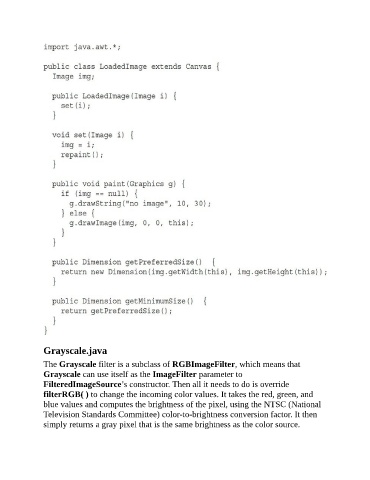 import java.awt.*;
public class LoadedImage extends Canvas {
  Image img;
  public LoadedImage(Image i) {
    set(i);
  }
  void set(Image i) {
    img = i;
    repaint();
  }
  public void paint(Graphics g) {
    if (img == null) {
      g.drawString("no image", 10, 30);
    } else {
      g.drawImage(img, 0, 0, this);
    }
  }
  public Dimension getPreferredSize()  {
    return new Dimension(img.getWidth(this), img.getHeight(this));
  }
  public Dimension getMinimumSize()  {
    return getPreferredSize();
  }
}
Grayscale.java
The Grayscale filter is a subclass of RGBImageFilter, which means that
Grayscale can use itself as the ImageFilter parameter to
FilteredImageSource's constructor. Then all it needs to do is override
filterRGB( ) to change the incoming color values. It takes the red, green, and
blue values and computes the brightness of the pixel, using the NTSC (National
Television Standards Committee) color-to-brightness conversion factor. It then
simply returns a gray pixel that is the same brightness as the color source.